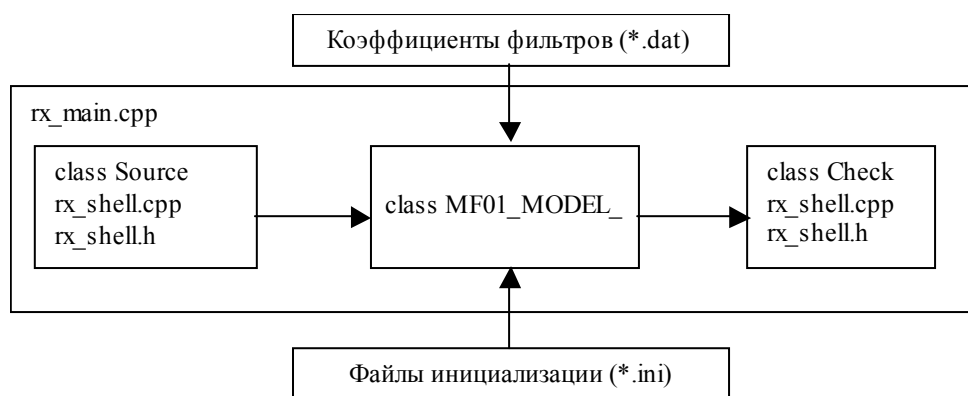 Коэффициенты фильтров (*.dat)
rx_main.cpp
class Source
rx_shell.cpp
rx_shell.h
class MF01_MODEL_
class Check
rx_shell.cpp
rx_shell.h
Файлы инициализации (*.ini)